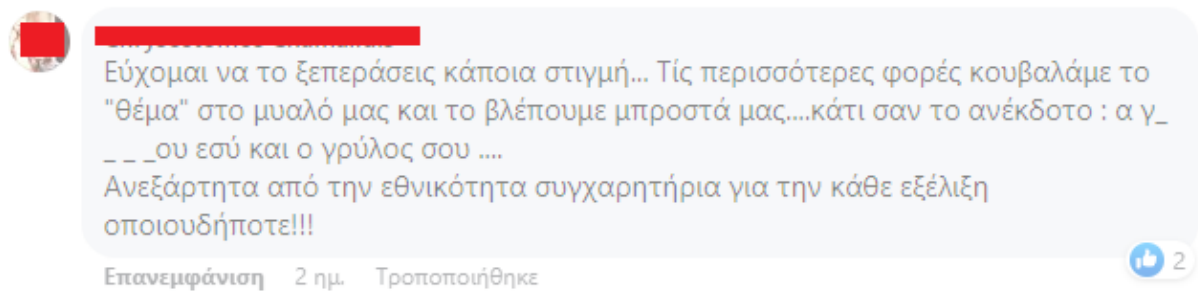 Εύχομαι να το ξεπεράσεις κάποια στιγμή... Τίς περισσότερες φορές κουβαλάμε το
"θέμα" στο μυαλό μας και το βλέπουμε μπροστά μας....κάτι σαν το ανέκδοτο : α γ_
_ _ _ου εσύ και ο γρύλος σου ....
Ανεξάρτητα από την εθνικότητα συγχαρητήρια για την κάθε εξέλιξη
οποιουδήποτε!!!
2
Επανεμφάνιση 2 ημ. Τροποποιήθηκε